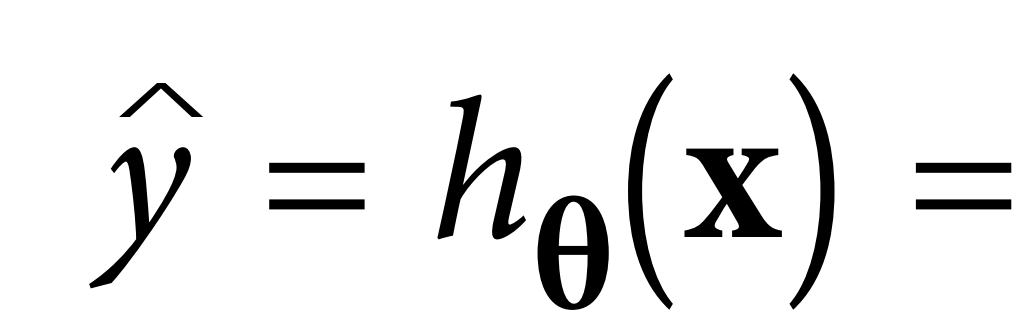 ŷ = h_𝛉(𝐱) =